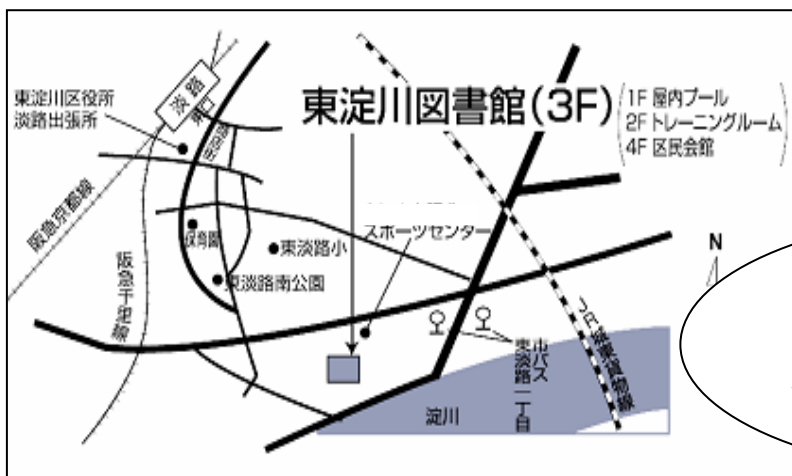 東淀川図書館(3F)
1F 屋内プール
2F トレーニングルーム
4F 区民会館
東淀川区役所
淡路出張所
淡路
阪急京都線
阪急千里線
保育園
東淡路小
東淡路南公園
スポーツセンター
N
市バス
東淡路一丁目
JR城東貨物線
淀川